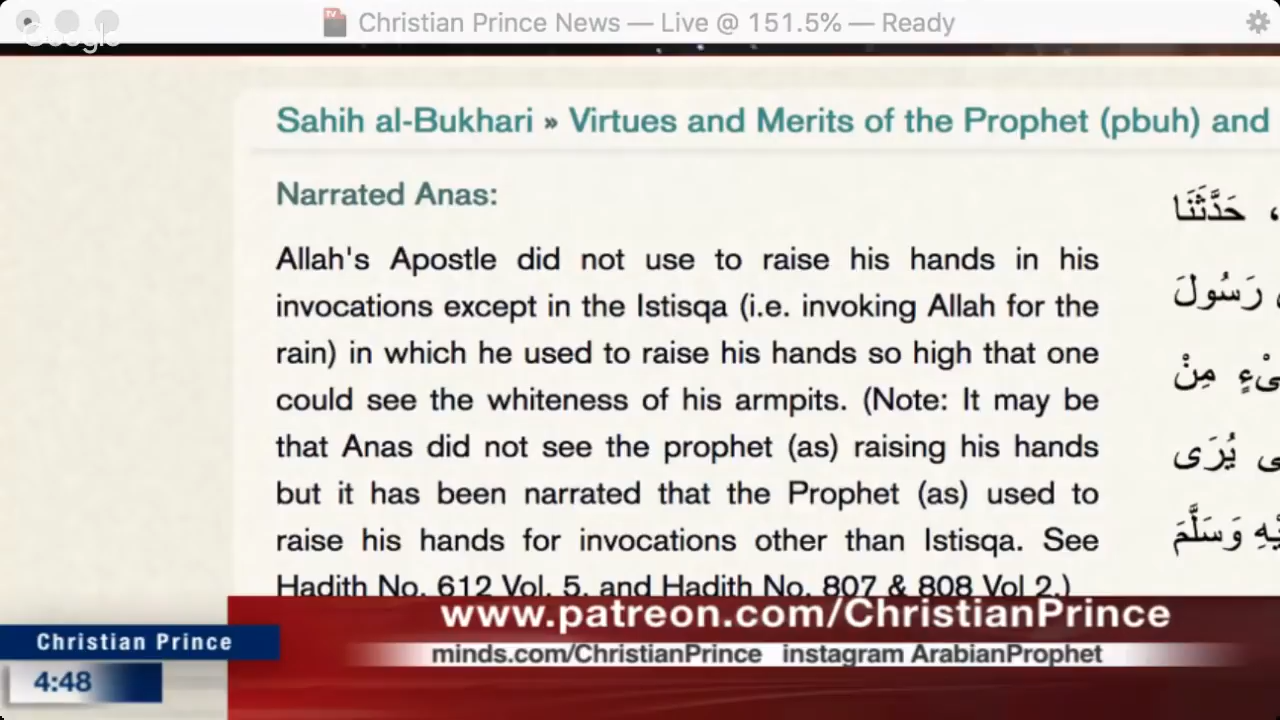 Christian Prince News — Live @ 151.5% — Ready
Google
Sahih al-Bukhari » Virtues and Merits of the Prophet (pbuh) and
Narrated Anas:
Allah's Apostle did not use to raise his hands in his
invocations except in the Istisqa (i.e. invoking Allah for the
rain) in which he used to raise his hands so high that one
could see the whiteness of his armpits. (Note: It may be
that Anas did not see the prophet (as) raising his hands
but it has been narrated that the Prophet (as) used to
raise his hands for invocations other than Istisqa. See
Hadith No. 612 Vol. 5. and Hadith No. 807 & 808 Vol 2.)
، حَدَّثَنَا
رَسُولَ
مِنْ
يُرَى
وَسَلَّمَ
www.patreon.com/ChristianPrince
Christian Prince
minds.com/ChristianPrince instagram ArabianProphet
4:48